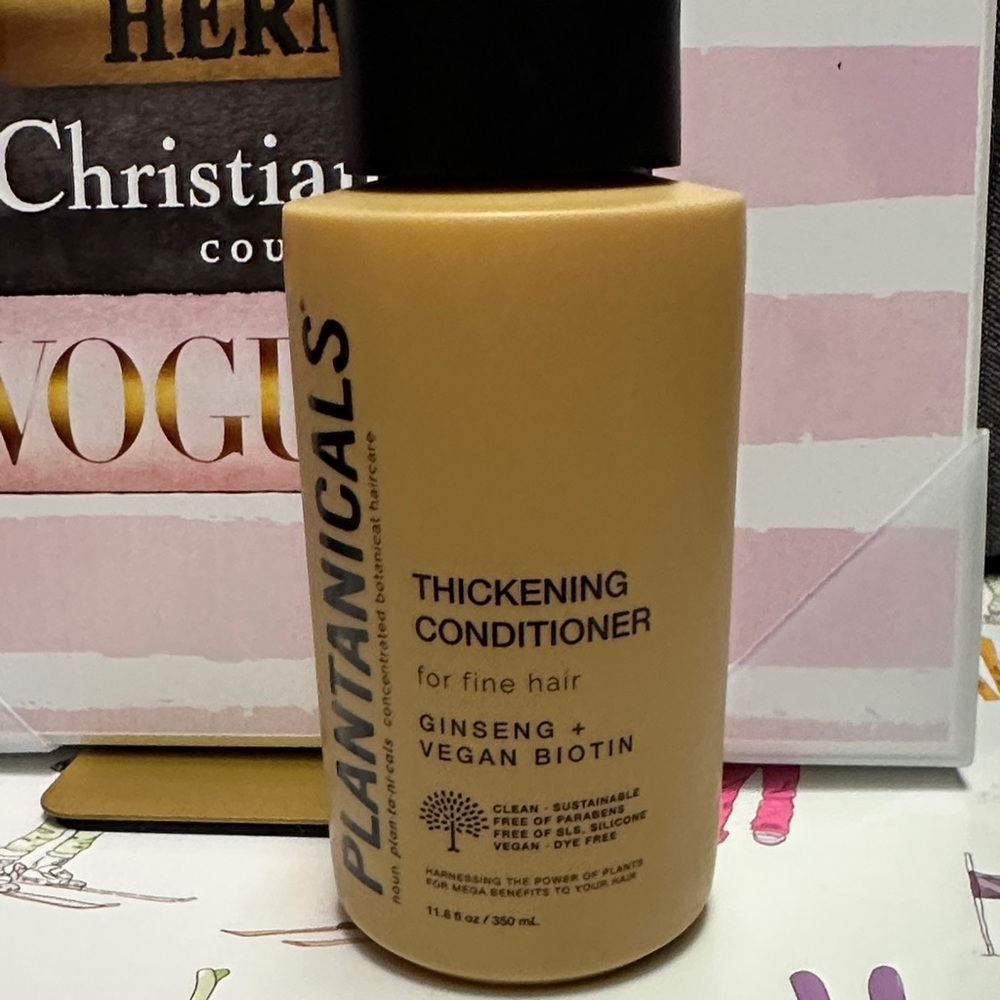 HERM
Christian
COU
VOGU
PLANTANICALS
noun plan·ta·ni·cals concentrated botanical haircare
THICKENING
CONDITIONER
for fine hair
GINSENG +
VEGAN BIOTIN
CLEAN · SUSTAINABLE
FREE OF PARABENS
FREE OF SLS, SILICONE
VEGAN · DYE FREE
HARNESSING THE POWER OF PLANTS
FOR MEGA BENEFITS TO YOUR HAIR
11.8 fl oz / 350 mL